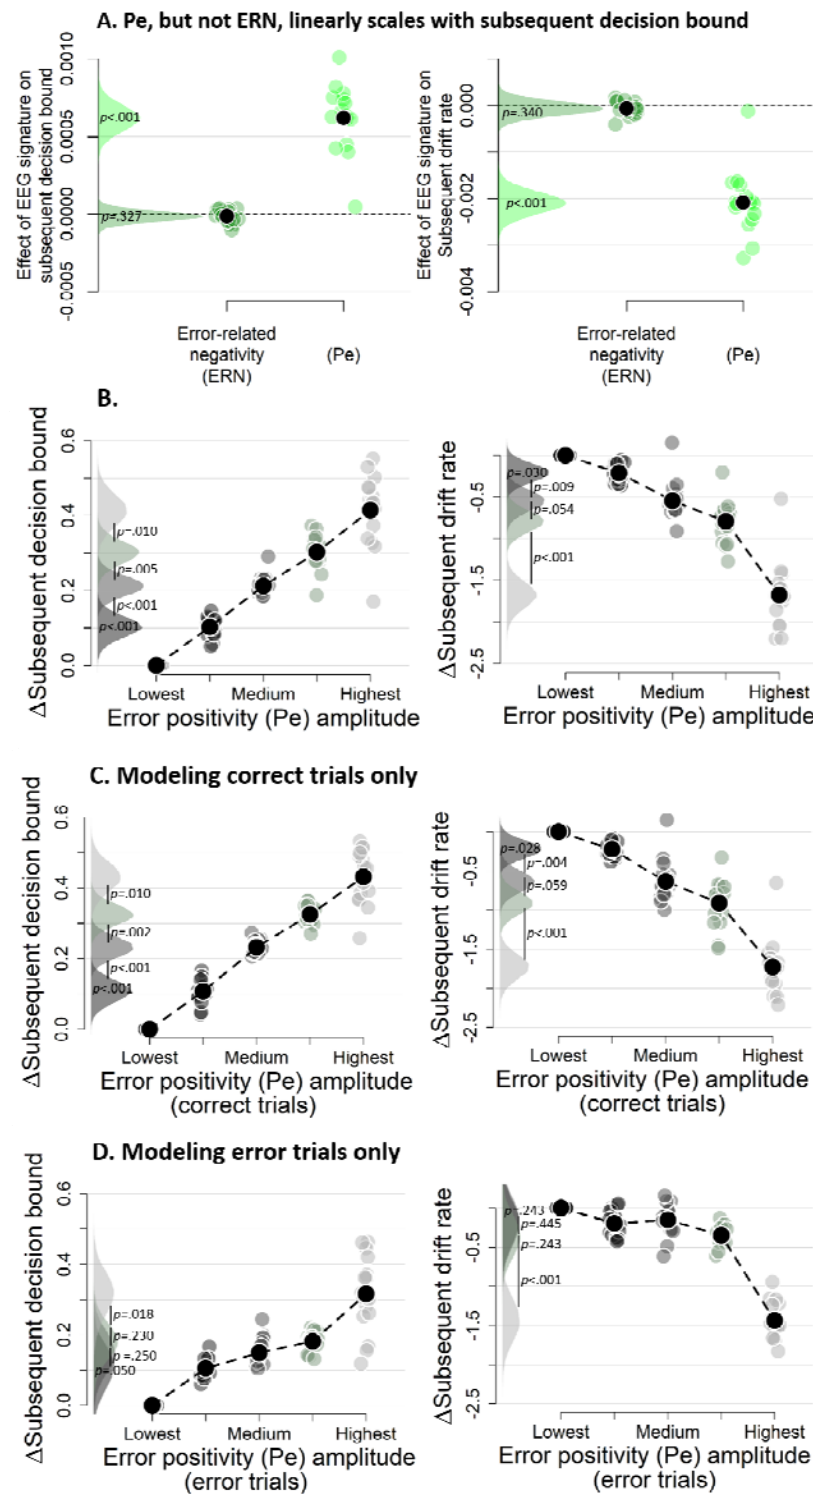 A. Pe, but not ERN, linearly scales with subsequent decision bound
Effect of EEG signature on
subsequent decision bound
0.0010
0.0005
0.0000
-0.0005
p<.001
p=.327
Error-related
negativity
(ERN)
(Pe)
Effect of EEG signature on
Subsequent drift rate
0.000
-0.002
-0.004
p=.340
p<.001
Error-related
negativity
(ERN)
(Pe)
B.
ΔSubsequent decision bound
0.6
0.4
0.2
0.0
p=.010
p=.005
p<.001
p<.001
Lowest Medium Highest
Error positivity (Pe) amplitude
ΔSubsequent drift rate
-0.5
-1.5
-2.5
p=.030
p=.009
p=.054
p<.001
Lowest Medium Highest
Error positivity (Pe) amplitude
C. Modeling correct trials only
ΔSubsequent decision bound
0.6
0.4
0.2
0.0
p=.010
p=.002
p<.001
p<.001
Lowest Medium Highest
Error positivity (Pe) amplitude
(correct trials)
ΔSubsequent drift rate
-0.5
-1.5
-2.5
p=.028
p=.004
p=.059
p<.001
Lowest Medium Highest
Error positivity (Pe) amplitude
(correct trials)
D. Modeling error trials only
ΔSubsequent decision bound
0.6
0.4
0.2
0.0
p=.018
p=.230
p=.250
p=.050
Lowest Medium Highest
Error positivity (Pe) amplitude
(error trials)
ΔSubsequent drift rate
-0.5
-1.5
-2.5
p=.243
p=.445
p=.243
p<.001
Lowest Medium Highest
Error positivity (Pe) amplitude
(error trials)